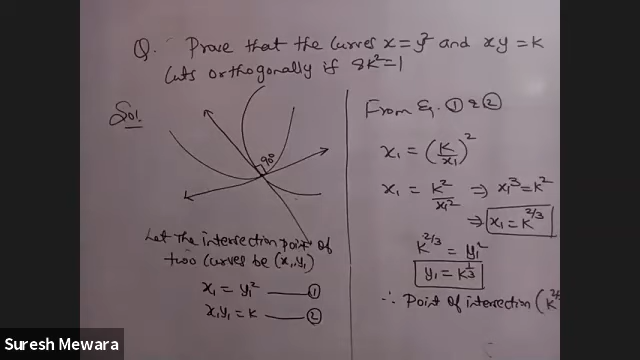 Q. Prove that the curves x = y² and xy = k
cuts orthogonally if 8k² = 1
Sol.
90°
Let the intersection point of
two curves be (x₁, y₁)
x₁ = y₁² — ①
x₁y₁ = k — ②
From Eq. ① & ②
x₁ = (k/x₁)²
x₁ = k²/x₁² ⇒ x₁³ = k²
⇒ x₁ = k^2/3
k^2/3 = y₁²
y₁ = k^1/3
∴ Point of intersection (k^2/
Suresh Mewara